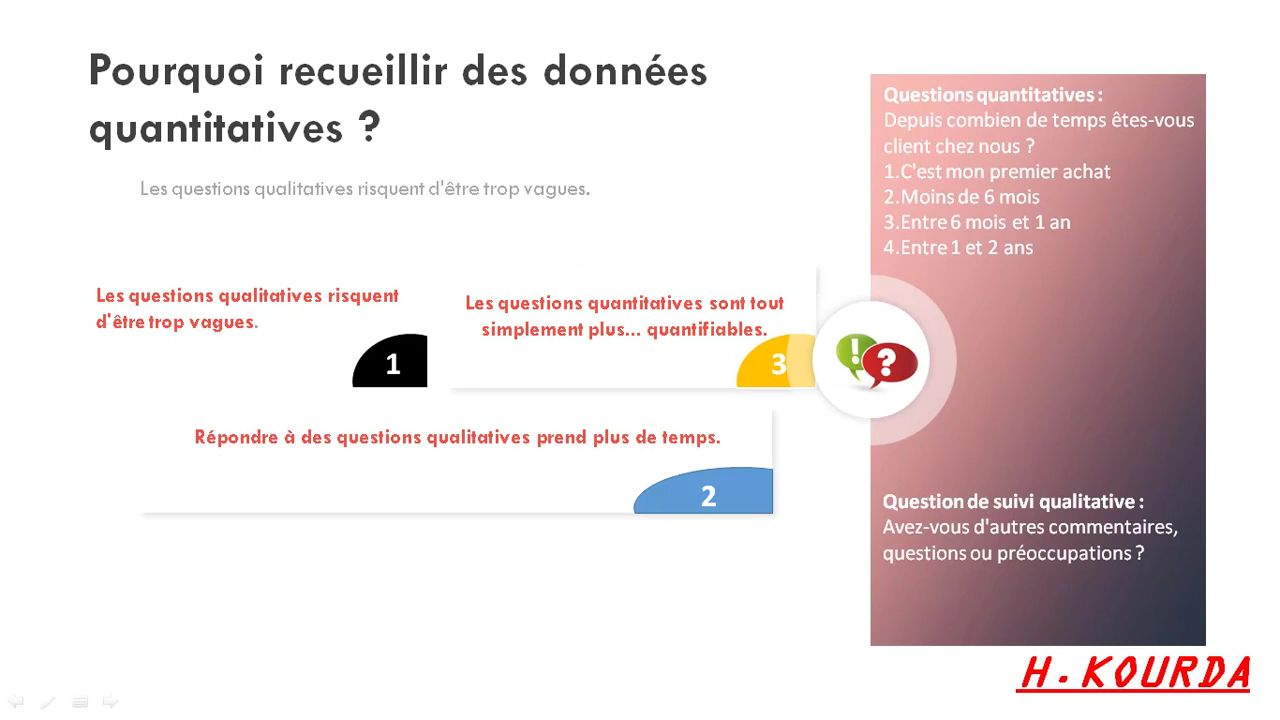 Pourquoi recueillir des données
quantitatives ?
Les questions qualitatives risquent d'être trop vagues.
Les questions qualitatives risquent
d'être trop vagues.
1
Les questions quantitatives sont tout
simplement plus... quantifiables.
3
Répondre à des questions qualitatives prend plus de temps.
2
Questions quantitatives :
Depuis combien de temps êtes-vous
client chez nous ?
1.C'est mon premier achat
2.Moins de 6 mois
3.Entre 6 mois et 1 an
4.Entre 1 et 2 ans
! ?
Question de suivi qualitative :
Avez-vous d'autres commentaires,
questions ou préoccupations ?
H.KOURDA